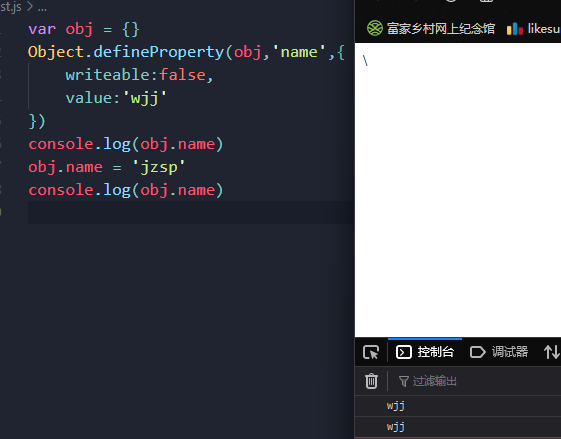 st.js > ...
var obj = {}
Object.defineProperty(obj,'name',{
writeable:false,
value:'wjj'
})
console.log(obj.name)
obj.name = 'jzsp'
console.log(obj.name)
富家乡村网上纪念馆
likesu
\
控制台
调试器
过滤输出
wjj
wjj